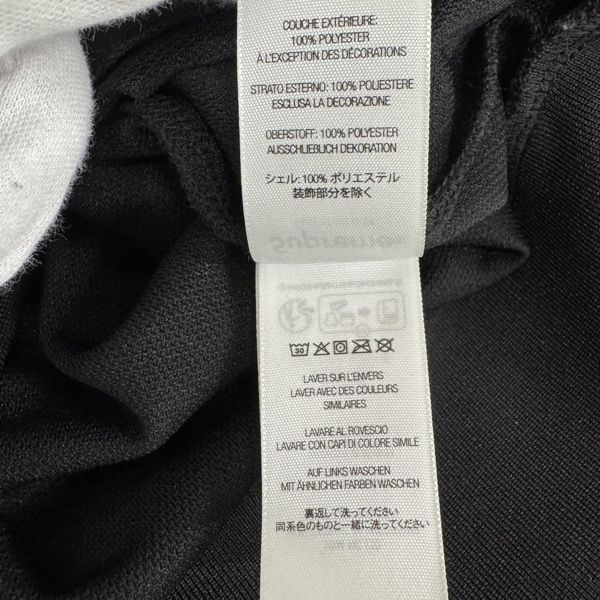 COUCHE EXTÉRIEURE:
100% POLYESTER
À L'EXCEPTION DES DÉCORATIONS
STRATO ESTERNO: 100% POLIESTERE
ESCLUSA LA DECORAZIONE
OBERSTOFF: 100% POLYESTER
AUSSCHLIEBLICH DEKORATION
シェル:100% ポリエステル
装飾部分を除く
30
LAVER SUR L'ENVERS
LAVER AVEC DES COULEURS
SIMILAIRES
LAVARE AL ROVESCIO
LAVARE CON CAPI DI COLORE SIMILE
AUF LINKS WASCHEN
MIT ÄHNLICHEN FARBEN WASCHEN
裏返して洗ってください
同系色のものと一緒に洗ってください